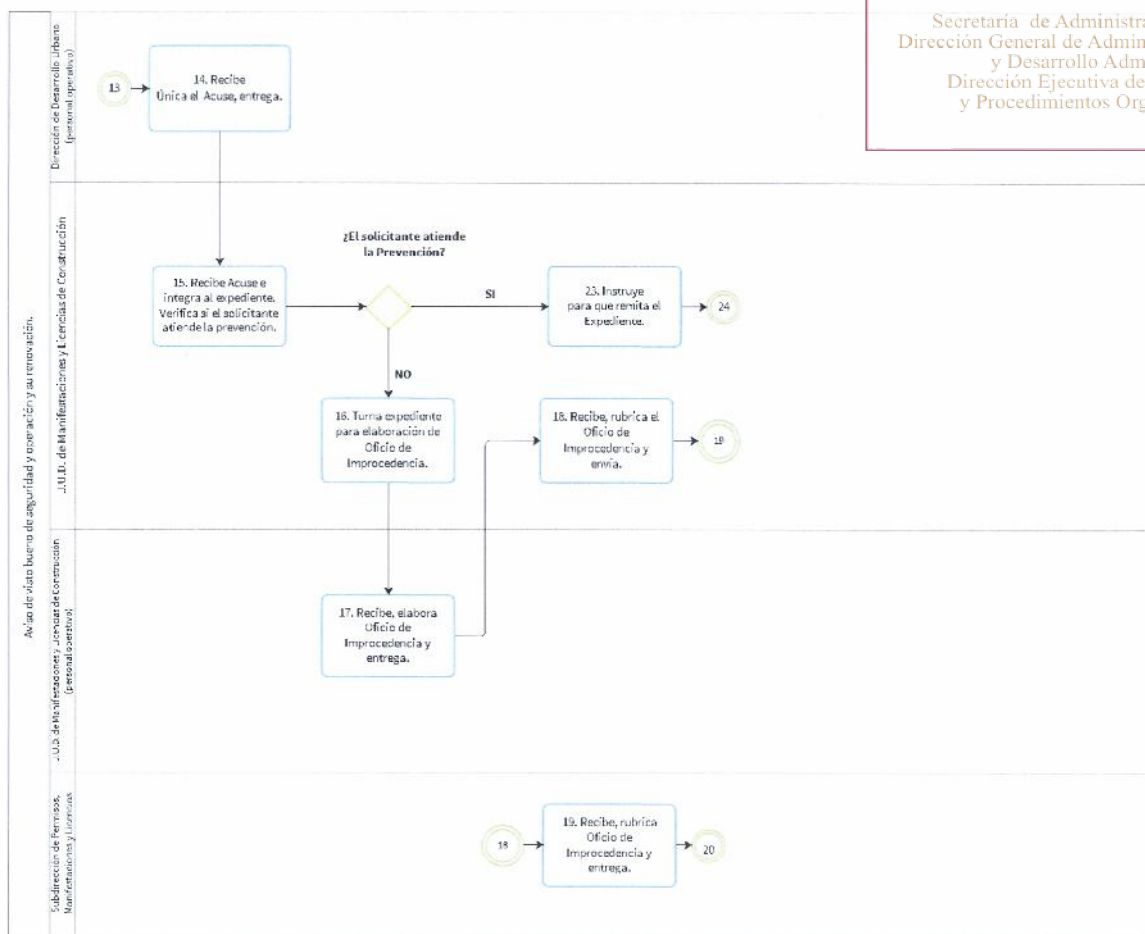 Secretaría de Administra
Dirección General de Admin
y Desarrollo Adm
Dirección Ejecutiva de
y Procedimientos Org
Aviso de visto bueno de seguridad y operación y su renovación.
Dirección de Desarrollo Urbano
(personal operativo)
13
14. Recibe
Única el Acuse, entrega.
J.U.D. de Manifestaciones y Licencias de Construcción
¿El solicitante atiende
la Prevención?
15. Recibe Acuse e
integra al expediente.
Verifica si el solicitante
atiende la prevención.
SI
23. Instruye
para que remita el
Expediente.
24
NO
16. Turna expediente
para elaboración de
Oficio de
Improcedencia.
18. Recibe, rubrica el
Oficio de
Improcedencia y
envía.
19
J.U.D. de Manifestaciones y Licencias de Construcción
(personal operativo)
17. Recibe, elabora
Oficio de
Improcedencia y
entrega.
Subdirección de Permisos,
Manifestaciones y Licencias
18
19. Recibe, rubrica
Oficio de
Improcedencia y
entrega.
20